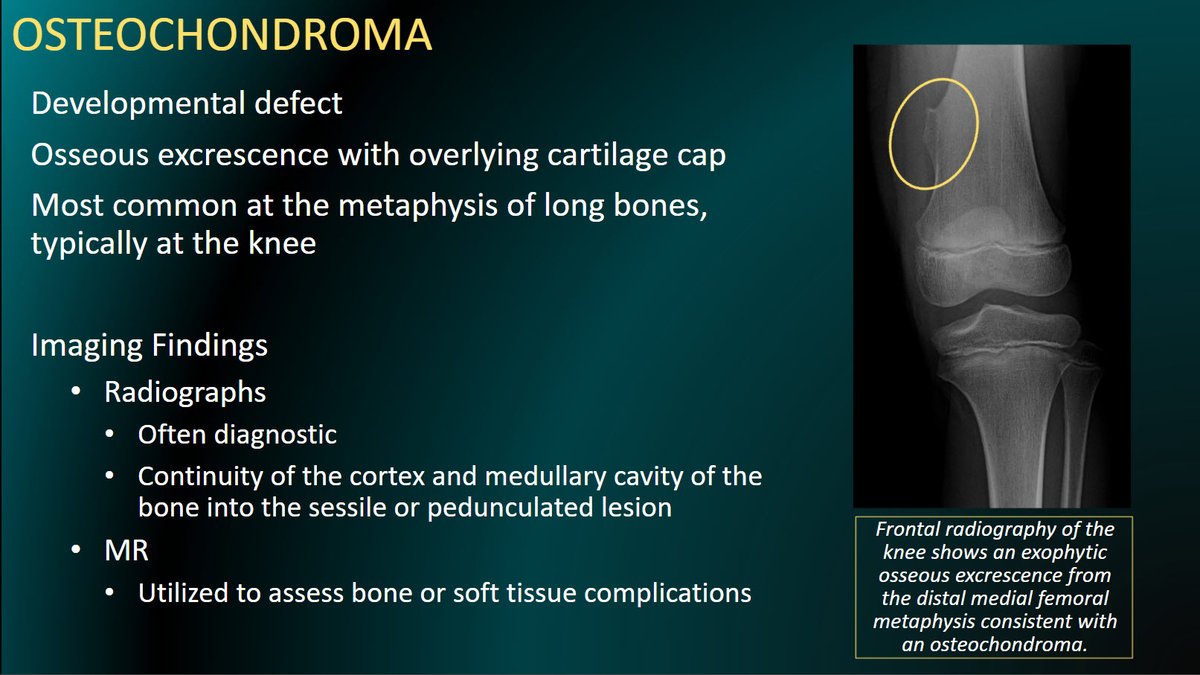 OSTEOCHONDROMA
Developmental defect
Osseous excrescence with overlying cartilage cap
Most common at the metaphysis of long bones,
typically at the knee
Imaging Findings
• Radiographs
• Often diagnostic
• Continuity of the cortex and medullary cavity of the
bone into the sessile or pedunculated lesion
• MR
• Utilized to assess bone or soft tissue complications
Frontal radiography of the
knee shows an exophytic
osseous excrescence from
the distal medial femoral
metaphysis consistent with
an osteochondroma.